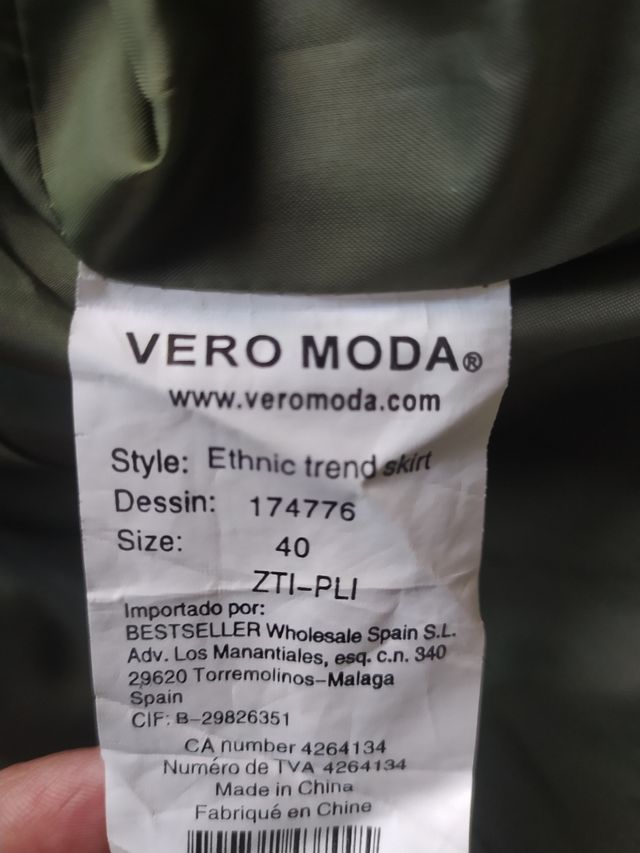 VERO MODA®
www.veromoda.com
Style: Ethnic trend skirt
Dessin: 174776
Size: 40
ZTI-PLI
Importado por:
BESTSELLER Wholesale Spain S.L.
Adv. Los Manantiales, esq. c.n. 340
29620 Torremolinos-Malaga
Spain
CIF: B-29826351
CA number 4264134
Numéro de TVA 4264134
Made in China
Fabriqué en Chine